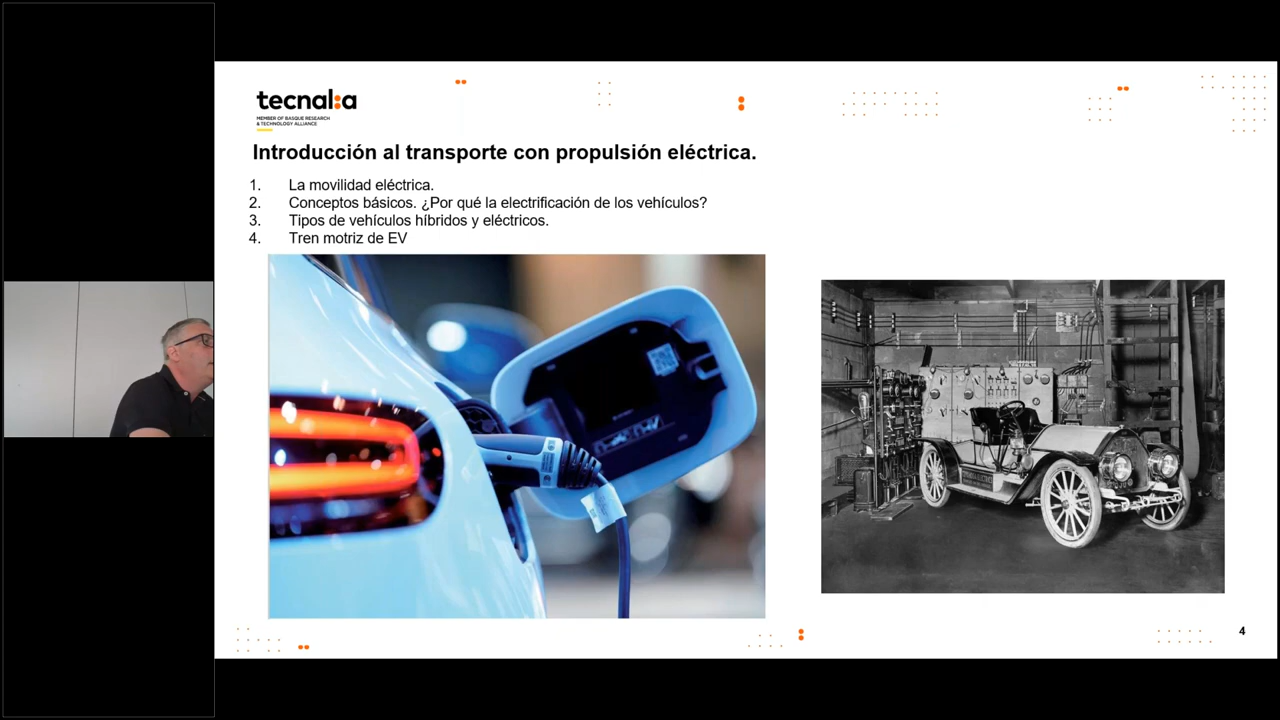 tecnal:a
MEMBER OF BASQUE RESEARCH
& TECHNOLOGY ALLIANCE
Introducción al transporte con propulsión eléctrica.
1. La movilidad eléctrica.
2. Conceptos básicos. ¿Por qué la electrificación de los vehículos?
3. Tipos de vehículos híbridos y eléctricos.
4. Tren motriz de EV
4